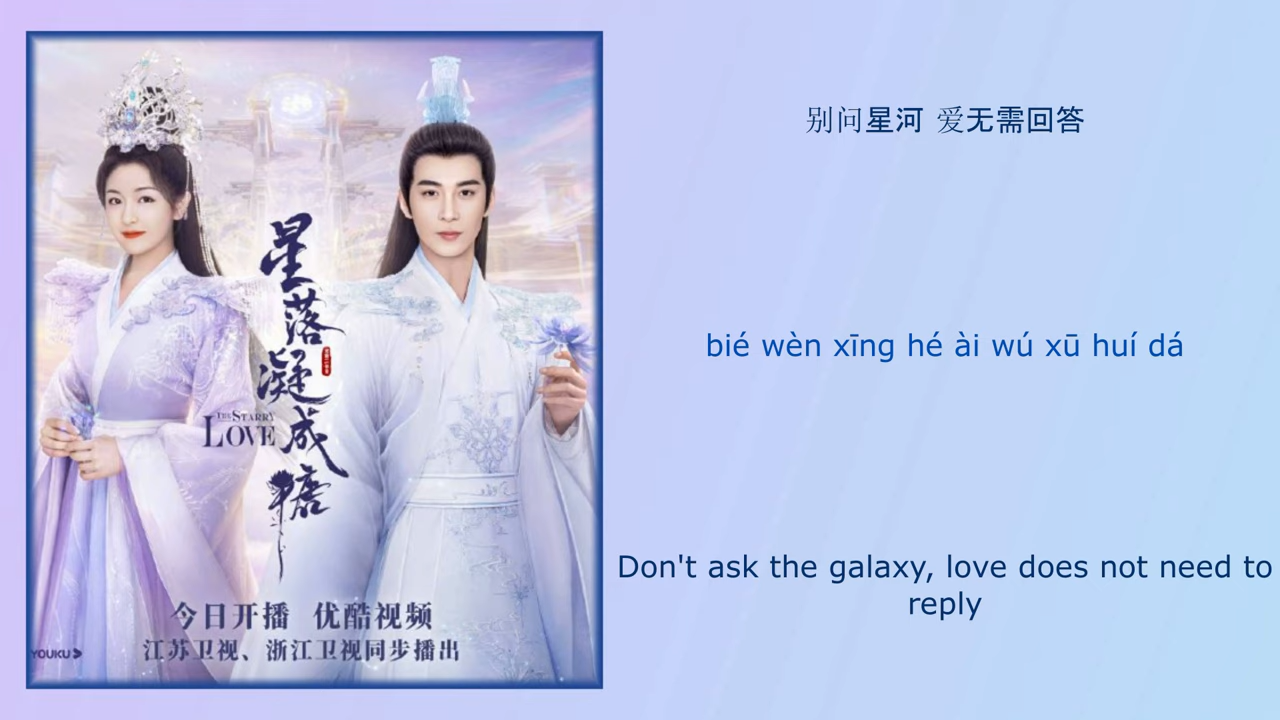 星落凝成糖
THE STARRY
LOVE
今日开播 优酷视频
江苏卫视、浙江卫视同步播出
YOUKU
别问星河 爱无需回答
bié wèn xīng hé ài wú xū huí dá
Don't ask the galaxy, love does not need to
reply